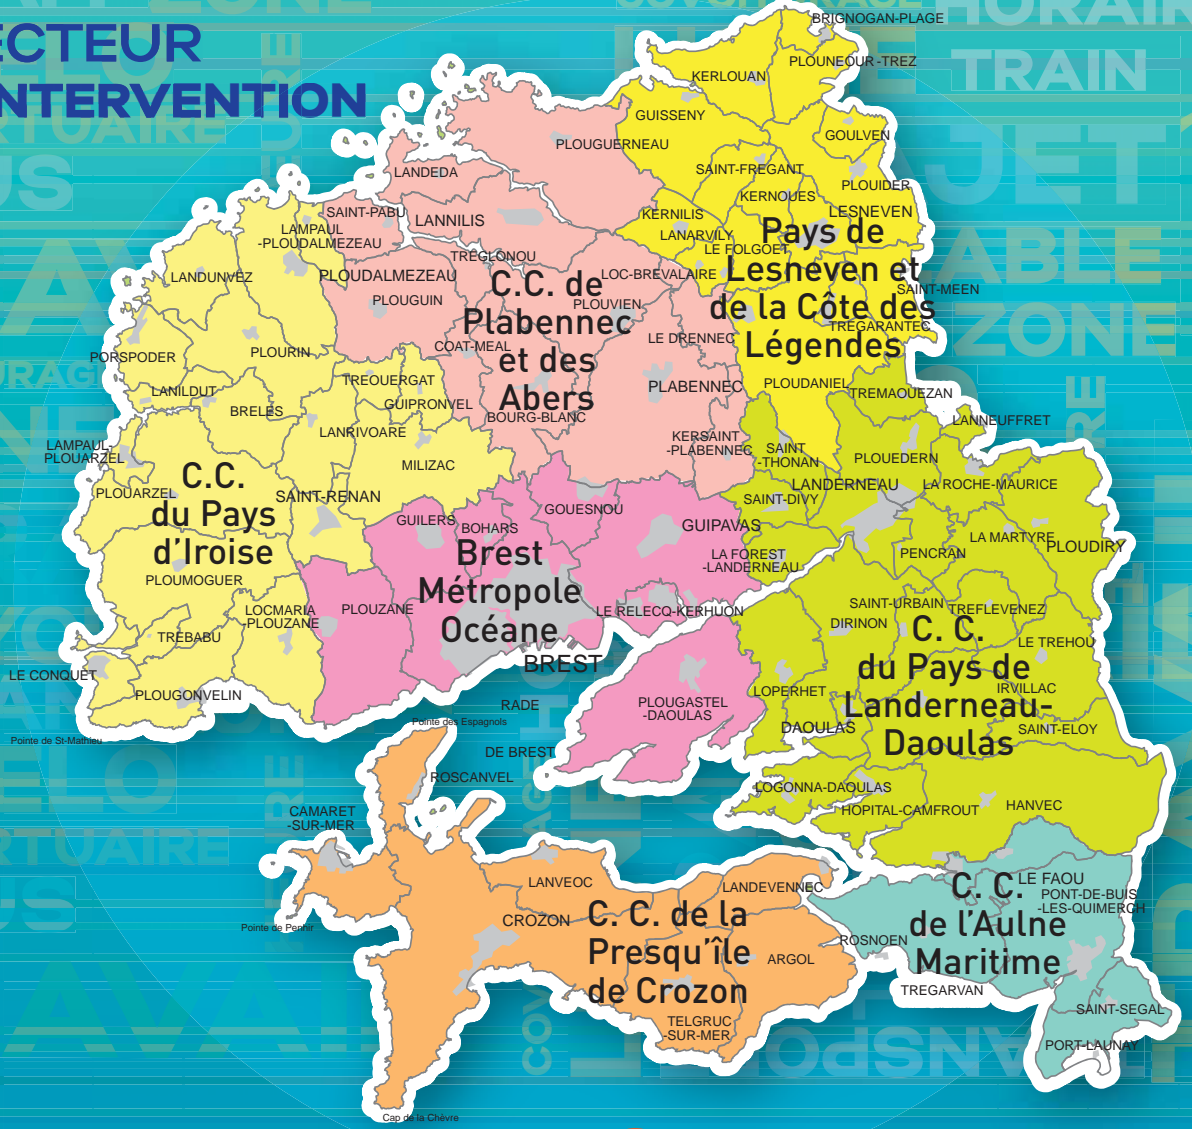 ECTEUR
INTERVENTION
COVOITURAGE
HORAIR
TRAIN
JET
ABLE
ZONE
BRIGNOGAN-PLAGE
PLOUNEOUR -TREZ
KERLOUAN
GUISSENY
GOULVEN
PLOUGUERNEAU
SAINT-FREGANT
PLOUIDER
LANDEDA
KERNOUES
LESNEVEN
SAINT-PABU
LANNILIS
KERNILIS
LANARVILY
LE FOLGOET
Pays de
Lesneven et
de la Côte des
Légendes
LAMPAUL
-PLOUDALMEZEAU
TREGLONOU
LOC-BREVALAIRE
LANDUNVEZ
PLOUDALMEZEAU
SAINT-MEEN
PLOUGUIN
PLOUVIEN
C.C. de
Plabennec
et des
Abers
TREGARANTEC
COAT-MEAL
LE DRENNEC
PORSPODER
PLOURIN
TREOUERGAT
PLABENNEC
PLOUDANIEL
TREMAOUEZAN
LANILDUT
BRELES
GUIPRONVEL
BOURG-BLANC
LANNEUFFRET
LANRIVOARE
KERSAINT
-PLABENNEC
SAINT
-THONAN
PLOUEDERN
LAMPAUL-
PLOUARZEL
MILIZAC
C.C.
du Pays
d'Iroise
PLOUARZEL
SAINT-RENAN
LANDERNEAU
LA ROCHE-MAURICE
SAINT-DIVY
GUILERS
BOHARS
GOUESNOU
GUIPAVAS
LA MARTYRE
PLOUDIRY
PENCRAN
LA FOREST
-LANDERNEAU
Brest
Métropole
Océane
PLOUMOGUER
LOCMARIA
-PLOUZANE
PLOUZANE
LE RELECQ-KERHUON
SAINT-URBAIN
TREFLEVENEZ
DIRINON
TREBABU
LE TREHOU
C. C.
du Pays de
Landerneau-
Daoulas
BREST
LE CONQUET
PLOUGONVELIN
LOPERHET
IRVILLAC
PLOUGASTEL
-DAOULAS
RADE
DAOULAS
SAINT-ELOY
Pointe des Espagnols
Pointe de St-Mathieu
DE BREST
ROSCANVEL
LOGONNA-DAOULAS
HOPITAL-CAMFROUT
HANVEC
CAMARET
-SUR-MER
LANVEOC
LANDEVENNEC
LE FAOU
PONT-DE-BUIS
-LES-QUIMERCH
C. C.
de l'Aulne
Maritime
CROZON
C. C. de la
Presqu'île
de Crozon
Pointe de Penhir
ROSNOEN
ARGOL
TREGARVAN
TELGRUC
-SUR-MER
SAINT-SEGAL
PORT-LAUNAY
Cap de la Chèvre